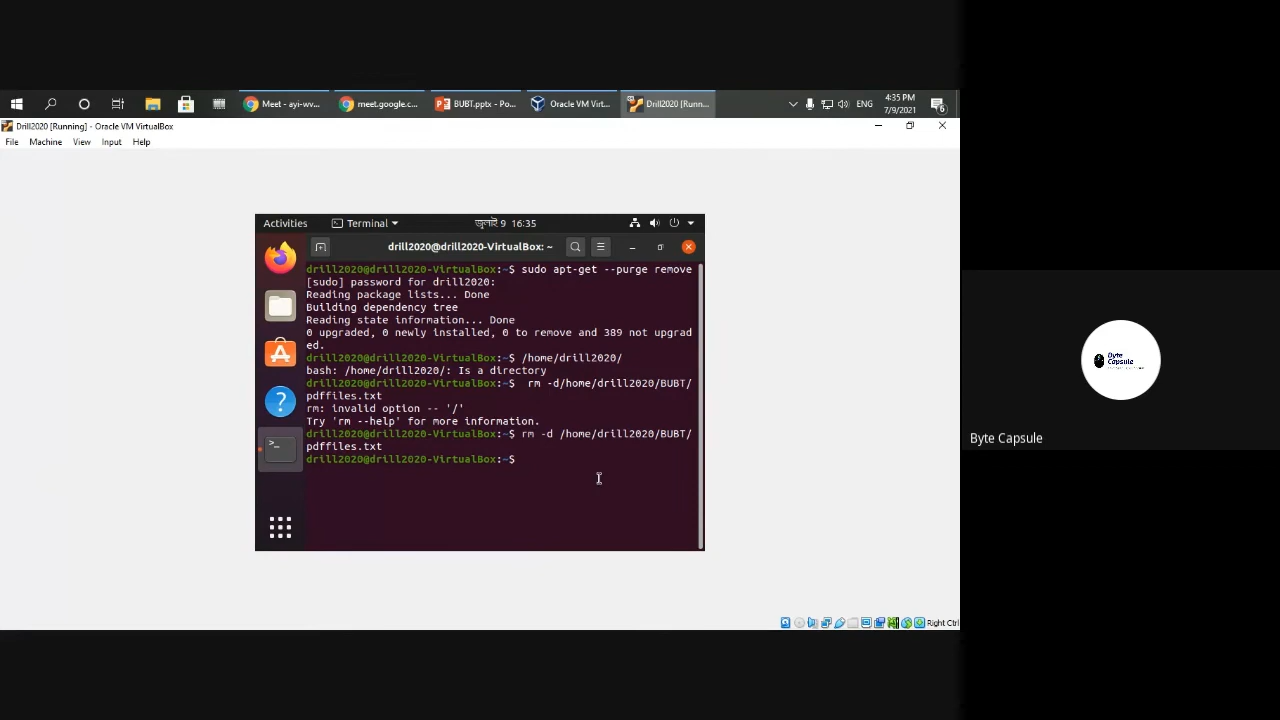 Meet - ayi-wv...
meet.google.c...
BUBT.pptx - Po...
Oracle VM Virt...
Drill2020 [Runn...
ENG
4:35 PM
7/9/2021
6
Drill2020 [Running] - Oracle VM VirtualBox
File Machine View Input Help
Activities Terminal জুলাই 9 16:35
drill2020@drill2020-VirtualBox: ~
drill2020@drill2020-VirtualBox:~$ sudo apt-get --purge remove
[sudo] password for drill2020:
Reading package lists... Done
Building dependency tree
Reading state information... Done
0 upgraded, 0 newly installed, 0 to remove and 389 not upgrad
ed.
drill2020@drill2020-VirtualBox:~$ /home/drill2020/
bash: /home/drill2020/: Is a directory
drill2020@drill2020-VirtualBox:~$  rm -d/home/drill2020/BUBT/
pdffiles.txt
rm: invalid option -- '/'
Try 'rm --help' for more information.
drill2020@drill2020-VirtualBox:~$ rm -d /home/drill2020/BUBT/
pdffiles.txt
drill2020@drill2020-VirtualBox:~$
Right Ctrl
Byte
Capsule
Byte Capsule